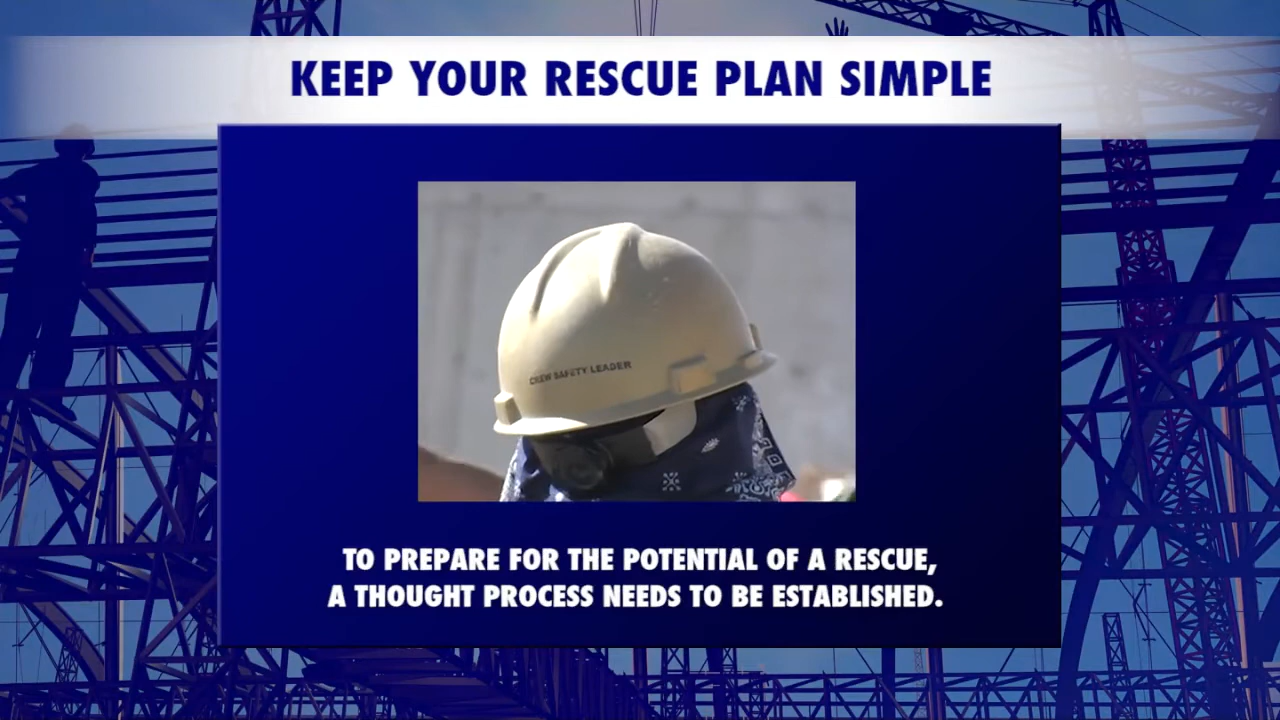 KEEP YOUR RESCUE PLAN SIMPLE
CREW SAFETY LEADER
TO PREPARE FOR THE POTENTIAL OF A RESCUE,
A THOUGHT PROCESS NEEDS TO BE ESTABLISHED.